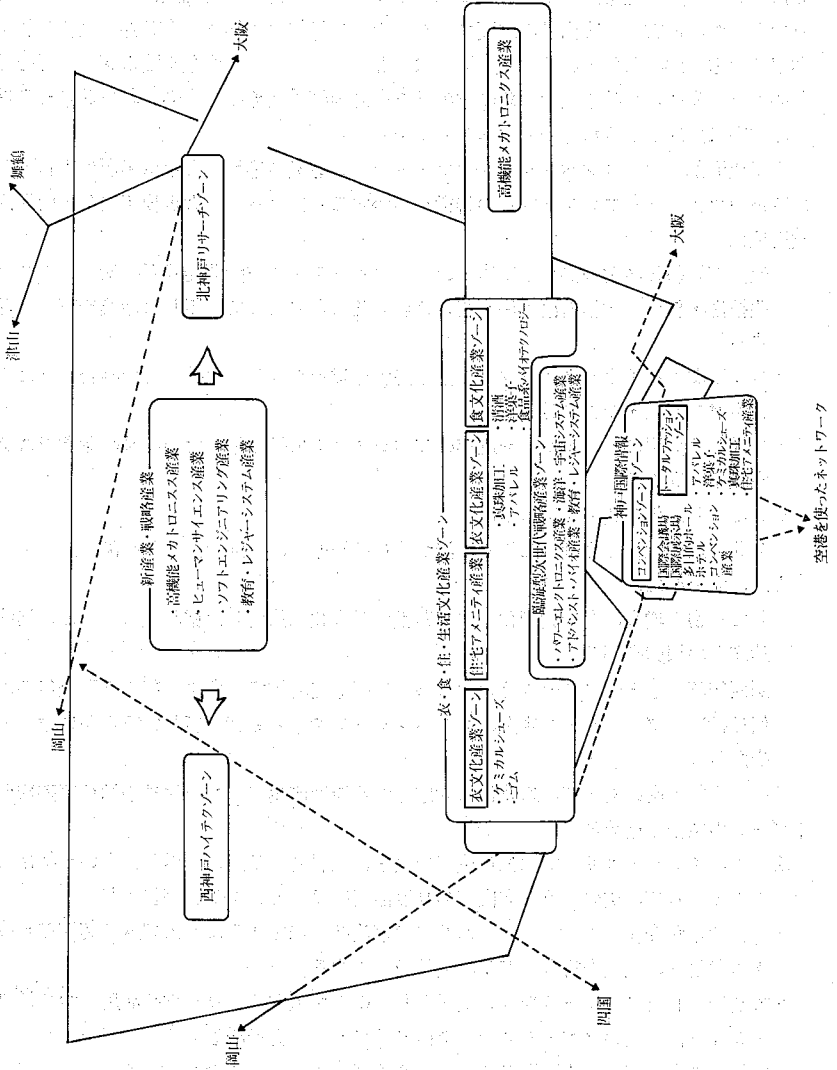 舞鶴
津山
大阪
北神戸リサーチゾーン
岡山
新産業・戦略産業
・高機能メカトロニスス産業
・ヒューマンサイエンス産業
・ソフトエンジニアリング産業
・教育・レジャーシステム産業
西神戸ハイテクゾーン
岡山
四国
高機能メカトロニクス産業
衣・食・住・生活文化産業ゾーン
衣文化産業ゾーン
・ケミカルシューズ
・ゴム
住宅アメニティ産業
衣文化産業ゾーン
・真珠加工
・アパレル
食文化産業ゾーン
・清酒
・洋菓子
・食品系バイオテクノロジー
臨海型次世代戦略産業ゾーン
・パワーエレクトロニクス産業・海洋・宇宙システム産業
・アドバンスト・バイオ産業・教育・レジャーシステム産業
大阪
神戸国際情報
ゾーン
コンベンションゾーン
・国際会議場
・国際展示場
・多目的ホール
・ホテル
・コンベンション
産業
トータルファッション
ゾーン
・アパレル
・洋菓子
・ケミカルシューズ
・真珠加工
・住宅アメニティ産業
空港を使ったネットワーク